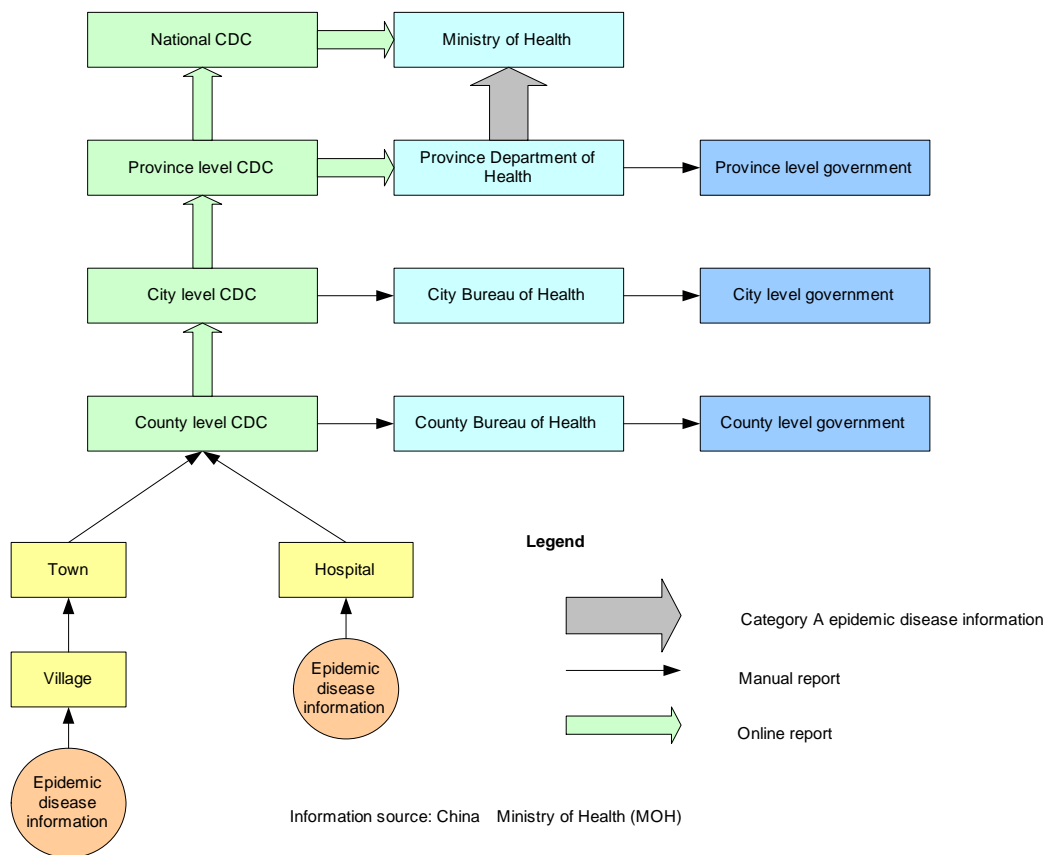 National CDC
Ministry of Health
Province level CDC
Province Department of
Health
Province level government
City level CDC
City Bureau of Health
City level government
County level CDC
County Bureau of Health
County level government
Town
Hospital
Village
Epidemic
disease
information
Epidemic
disease
information
Legend
Category A epidemic disease information
Manual report
Online report
Information source: China Ministry of Health (MOH)